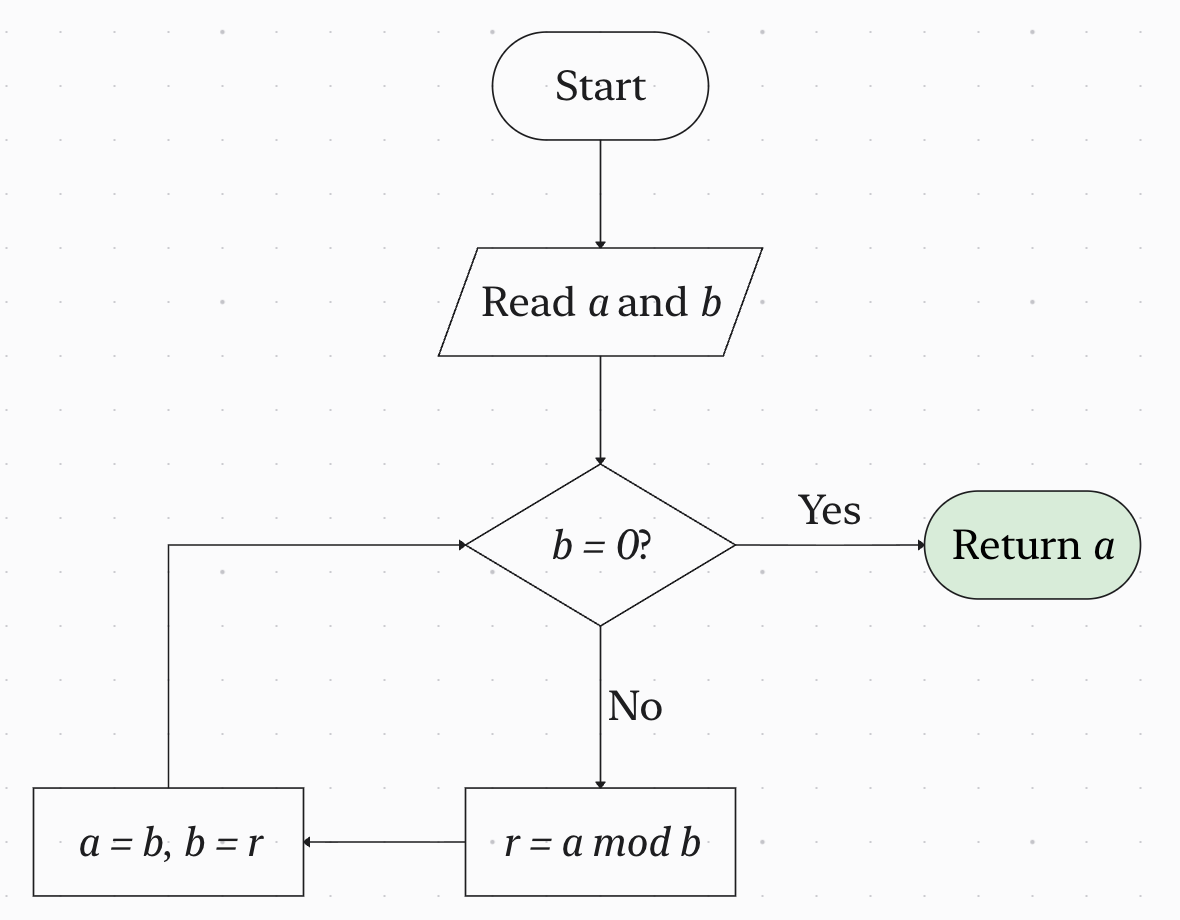 Start
Read a and b
b = 0?
Yes
Return a
No
a = b, b = r
r = a mod b